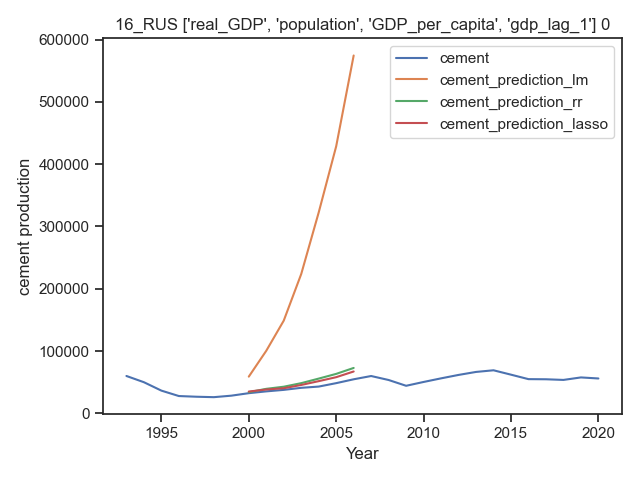 16_RUS ['real_GDP', 'population', 'GDP_per_capita', 'gdp_lag_1'] 0
600000
500000
400000
300000
200000
100000
0
cement production
cement
cement_prediction_lm
cement_prediction_rr
cement_prediction_lasso
1995
2000
2005
2010
2015
2020
Year